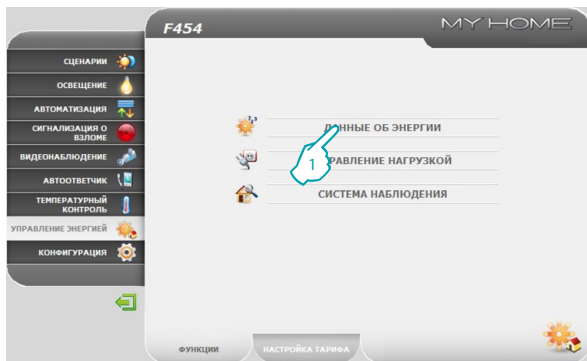 F454
MY HOME
СЦЕНАРИИ
ОСВЕЩЕНИЕ
АВТОМАТИЗАЦИЯ
СИГНАЛИЗАЦИЯ О
ВЗЛОМЕ
ВИДЕОНАБЛЮДЕНИЕ
АВТООТВЕТЧИК
ТЕМПЕРАТУРНЫЙ
КОНТРОЛЬ
УПРАВЛЕНИЕ ЭНЕРГИЕЙ
КОНФИГУРАЦИЯ
ДАННЫЕ ОБ ЭНЕРГИИ
1
РАВЛЕНИЕ НАГРУЗКОЙ
СИСТЕМА НАБЛЮДЕНИЯ
ФУНКЦИИ
НАСТРОЙКА ТАРИФА